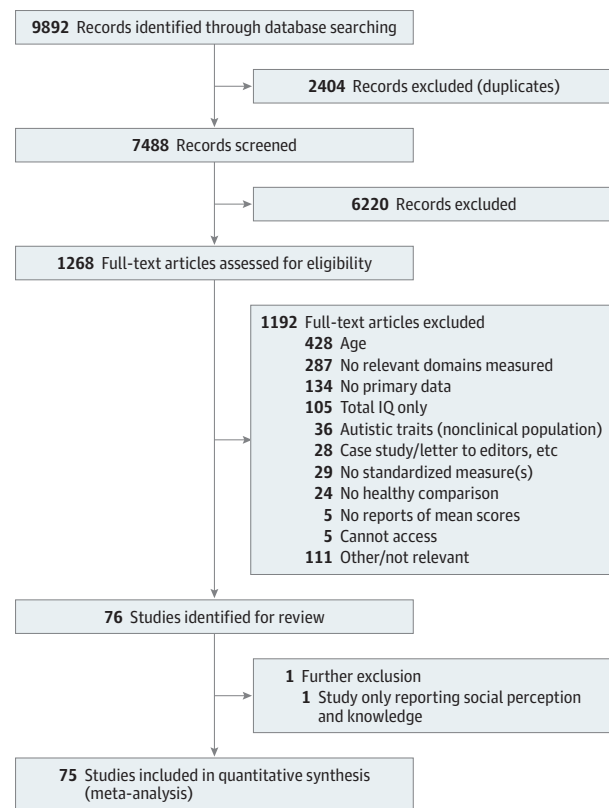 9892 Records identified through database searching
2404 Records excluded (duplicates)
7488 Records screened
6220 Records excluded
1268 Full-text articles assessed for eligibility
1192 Full-text articles excluded
428 Age
287 No relevant domains measured
134 No primary data
105 Total IQ only
36 Autistic traits (nonclinical population)
28 Case study/letter to editors, etc
29 No standardized measure(s)
24 No healthy comparison
5 No reports of mean scores
5 Cannot access
111 Other/not relevant
76 Studies identified for review
1 Further exclusion
1 Study only reporting social perception
and knowledge
75 Studies included in quantitative synthesis
(meta-analysis)